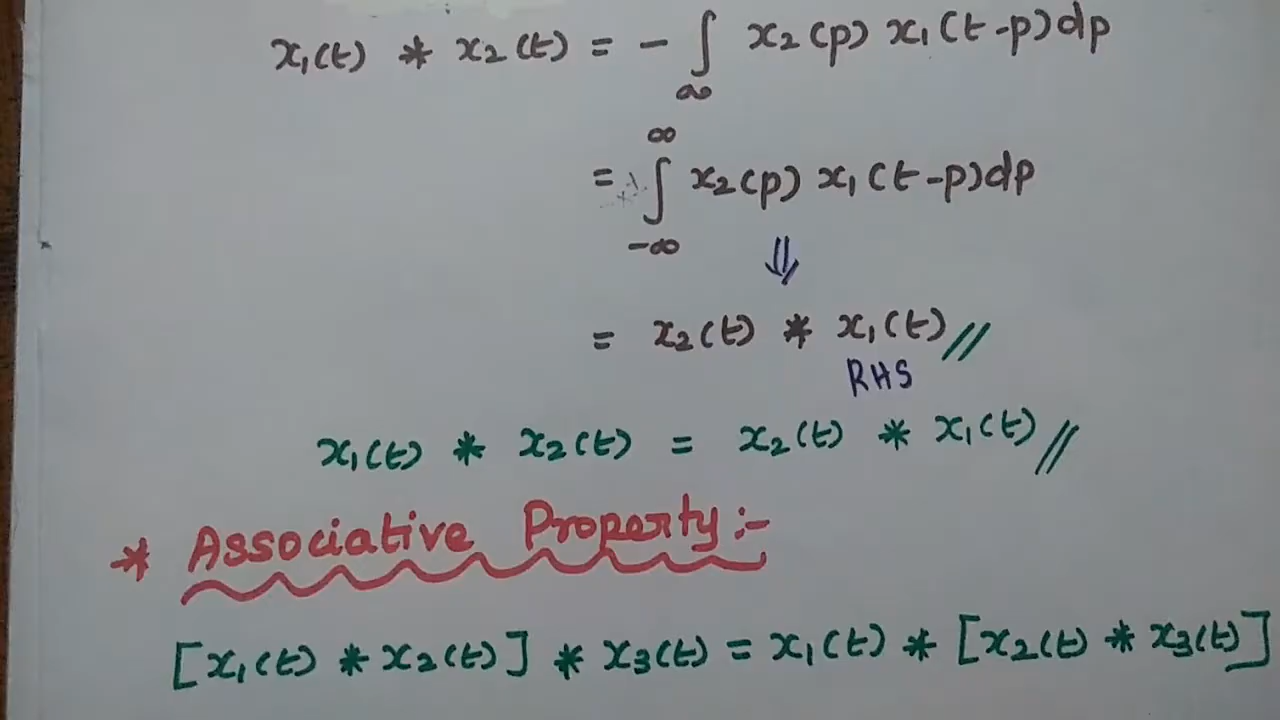 x₁(t) * x₂(t) = - ∫ x₂(p) x₁(t-p)dp
∞
∞
= ∫ x₂(p) x₁(t-p)dp
-∞
⇓
= x₂(t) * x₁(t)//
RHS
x₁(t) * x₂(t) = x₂(t) * x₁(t)//
* Associative Property:-
[x₁(t) * x₂(t)] * x₃(t) = x₁(t) * [x₂(t) * x₃(t)]